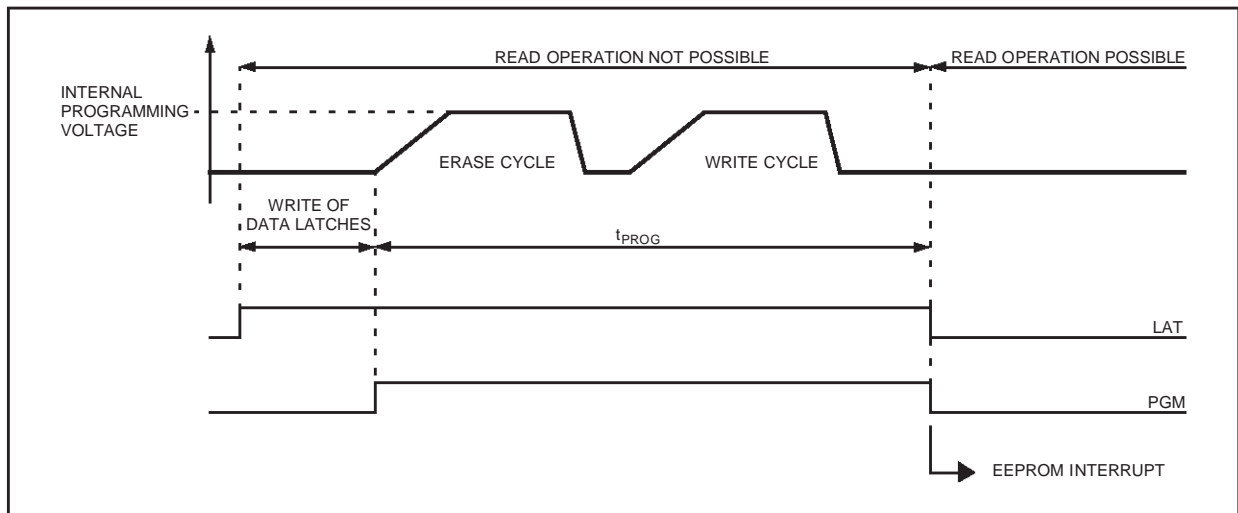 READ OPERATION NOT POSSIBLE
READ OPERATION POSSIBLE
INTERNAL
PROGRAMMING
VOLTAGE
ERASE CYCLE
WRITE CYCLE
WRITE OF
DATA LATCHES
tPROG
LAT
PGM
EEPROM INTERRUPT